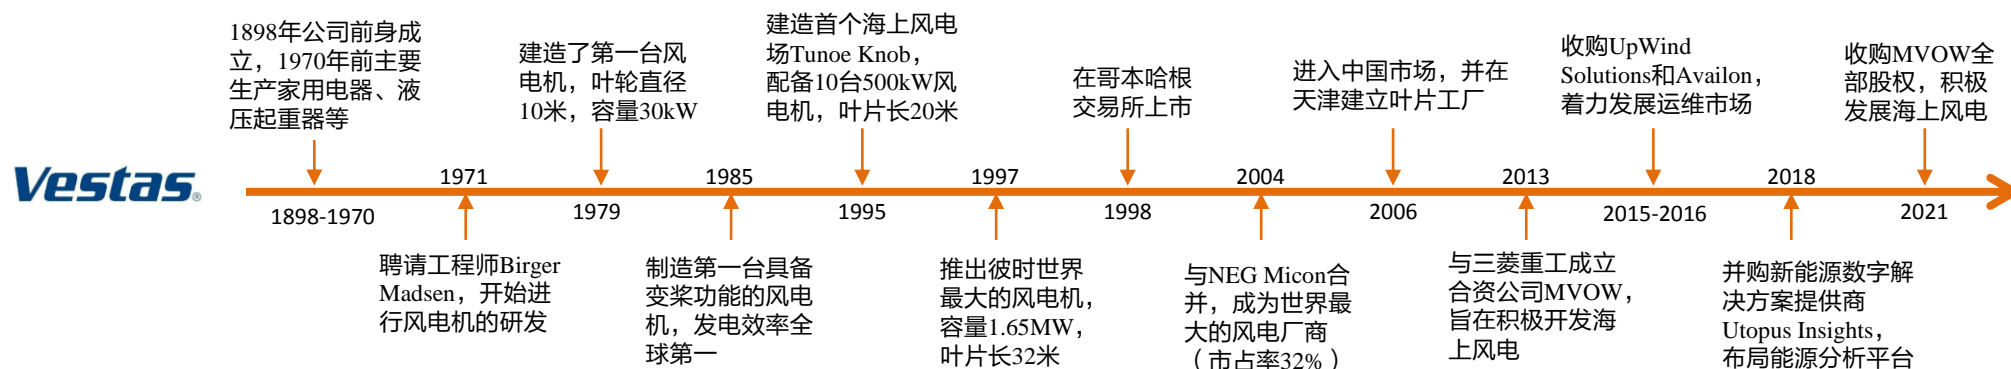 1898年公司前身成
立，1970年前主要
生产家用电器、液
压起重器等
建造了第一台风
电机，叶轮直径
10米，容量30kW
建造首个海上风电
场Tunoe Knob，
配备10台500kW风
电机，叶片长20米
在哥本哈根
交易所上市
进入中国市场，并在
天津建立叶片工厂
收购UpWind
Solutions和Availon，
着力发展运维市场
收购MVOW全
部股权，积极
发展海上风电
Vestas®
1898-1970
1971
1979
1985
1995
1997
1998
2004
2006
2013
2015-2016
2018
2021
聘请工程师Birger
Madsen，开始进
行风电机的研发
制造第一台具备
变桨功能的风电
机，发电效率全
球第一
推出彼时世界
最大的风电机，
容量1.65MW，
叶片长32米
与NEG Micon合
并，成为世界最
大的风电厂商
（市占率32%）
与三菱重工成立
合资公司MVOW，
旨在积极开发海
上风电
并购新能源数字解
决方案提供商
Utopus Insights，
布局能源分析平台